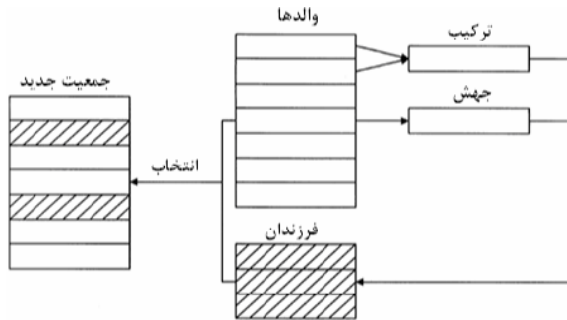 والدها
ترکیب
جمعیت جدید
جهش
انتخاب
فرزندان